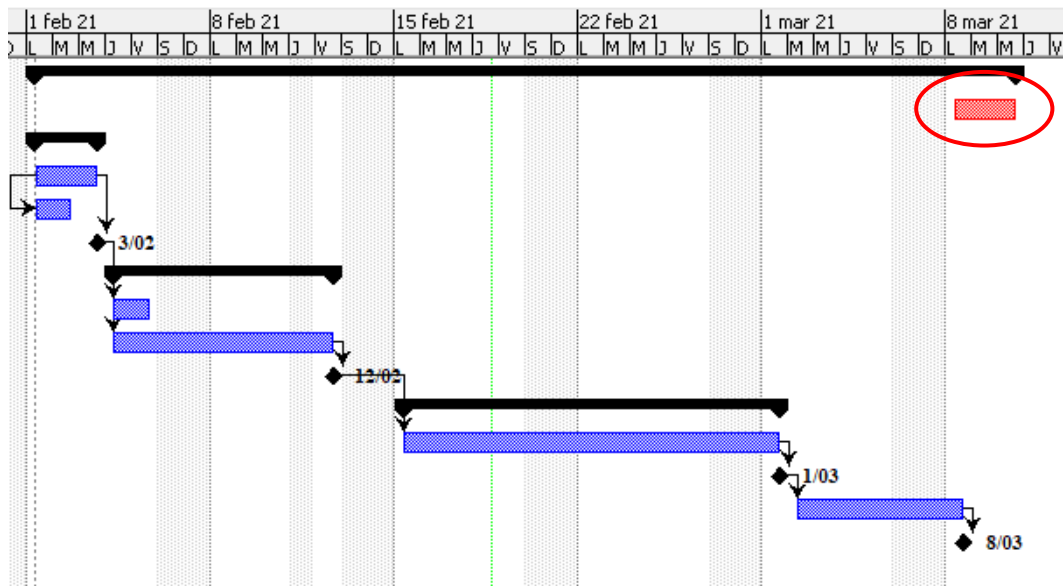 1 feb 21 8 feb 21 15 feb 21 22 feb 21 1 mar 21 8 mar 21
D L M M J V S D L M M J V S D L M M J V S D L M M J V S D L M M J V S D L M M J V
3/02
12/02
1/03
8/03